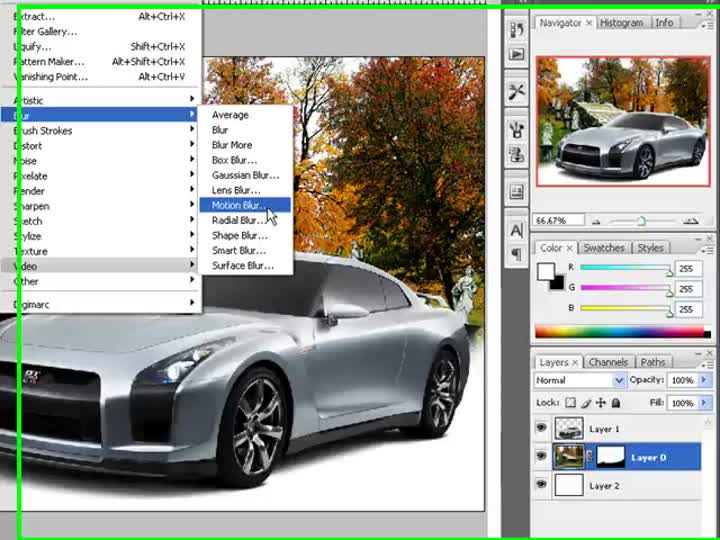 Extract... Alt+Ctrl+X
Filter Gallery...
Liquify... Shift+Ctrl+X
Pattern Maker... Alt+Shift+Ctrl+X
Vanishing Point... Alt+Ctrl+V
Artistic
Blur
Brush Strokes
Distort
Noise
Pixelate
Render
Sharpen
Sketch
Stylize
Texture
Video
Other
Digimarc
Average
Blur
Blur More
Box Blur...
Gaussian Blur...
Lens Blur...
Motion Blur...
Radial Blur...
Shape Blur...
Smart Blur...
Surface Blur...
Navigator × Histogram Info
66.67%
Color × Swatches Styles
R 255
G 255
B 255
Layers × Channels Paths
Normal Opacity: 100%
Lock: Fill: 100%
Layer 1
Layer 0
Layer 2